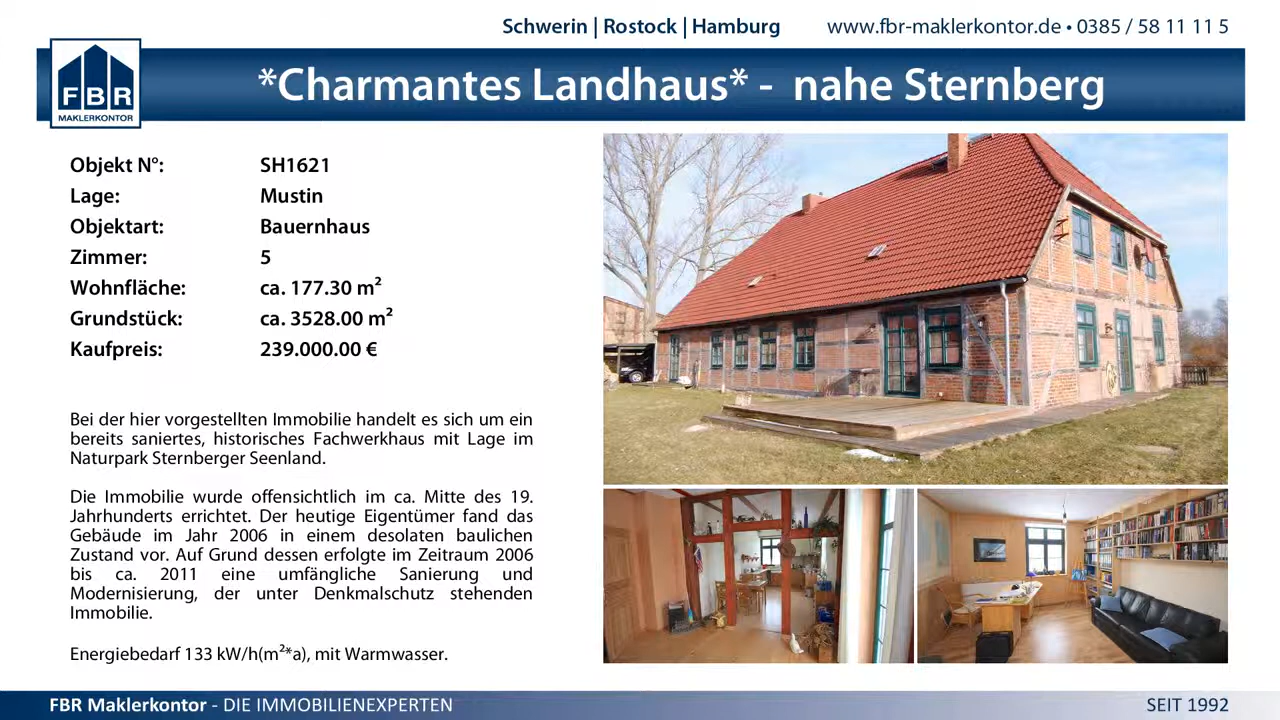 Schwerin | Rostock | Hamburg www.fbr-maklerkontor.de • 0385 / 58 11 11 5
FBR
MAKLERKONTOR
*Charmantes Landhaus* - nahe Sternberg
Objekt N°: SH1621
Lage: Mustin
Objektart: Bauernhaus
Zimmer: 5
Wohnfläche: ca. 177.30 m²
Grundstück: ca. 3528.00 m²
Kaufpreis: 239.000.00 €
Bei der hier vorgestellten Immobilie handelt es sich um ein
bereits saniertes, historisches Fachwerkhaus mit Lage im
Naturpark Sternberger Seenland.
Die Immobilie wurde offensichtlich im ca. Mitte des 19.
Jahrhunderts errichtet. Der heutige Eigentümer fand das
Gebäude im Jahr 2006 in einem desolaten baulichen
Zustand vor. Auf Grund dessen erfolgte im Zeitraum 2006
bis ca. 2011 eine umfängliche Sanierung und
Modernisierung, der unter Denkmalschutz stehenden
Immobilie.
Energiebedarf 133 kW/h(m²*a), mit Warmwasser.
FBR Maklerkontor - DIE IMMOBILIENEXPERTEN SEIT 1992